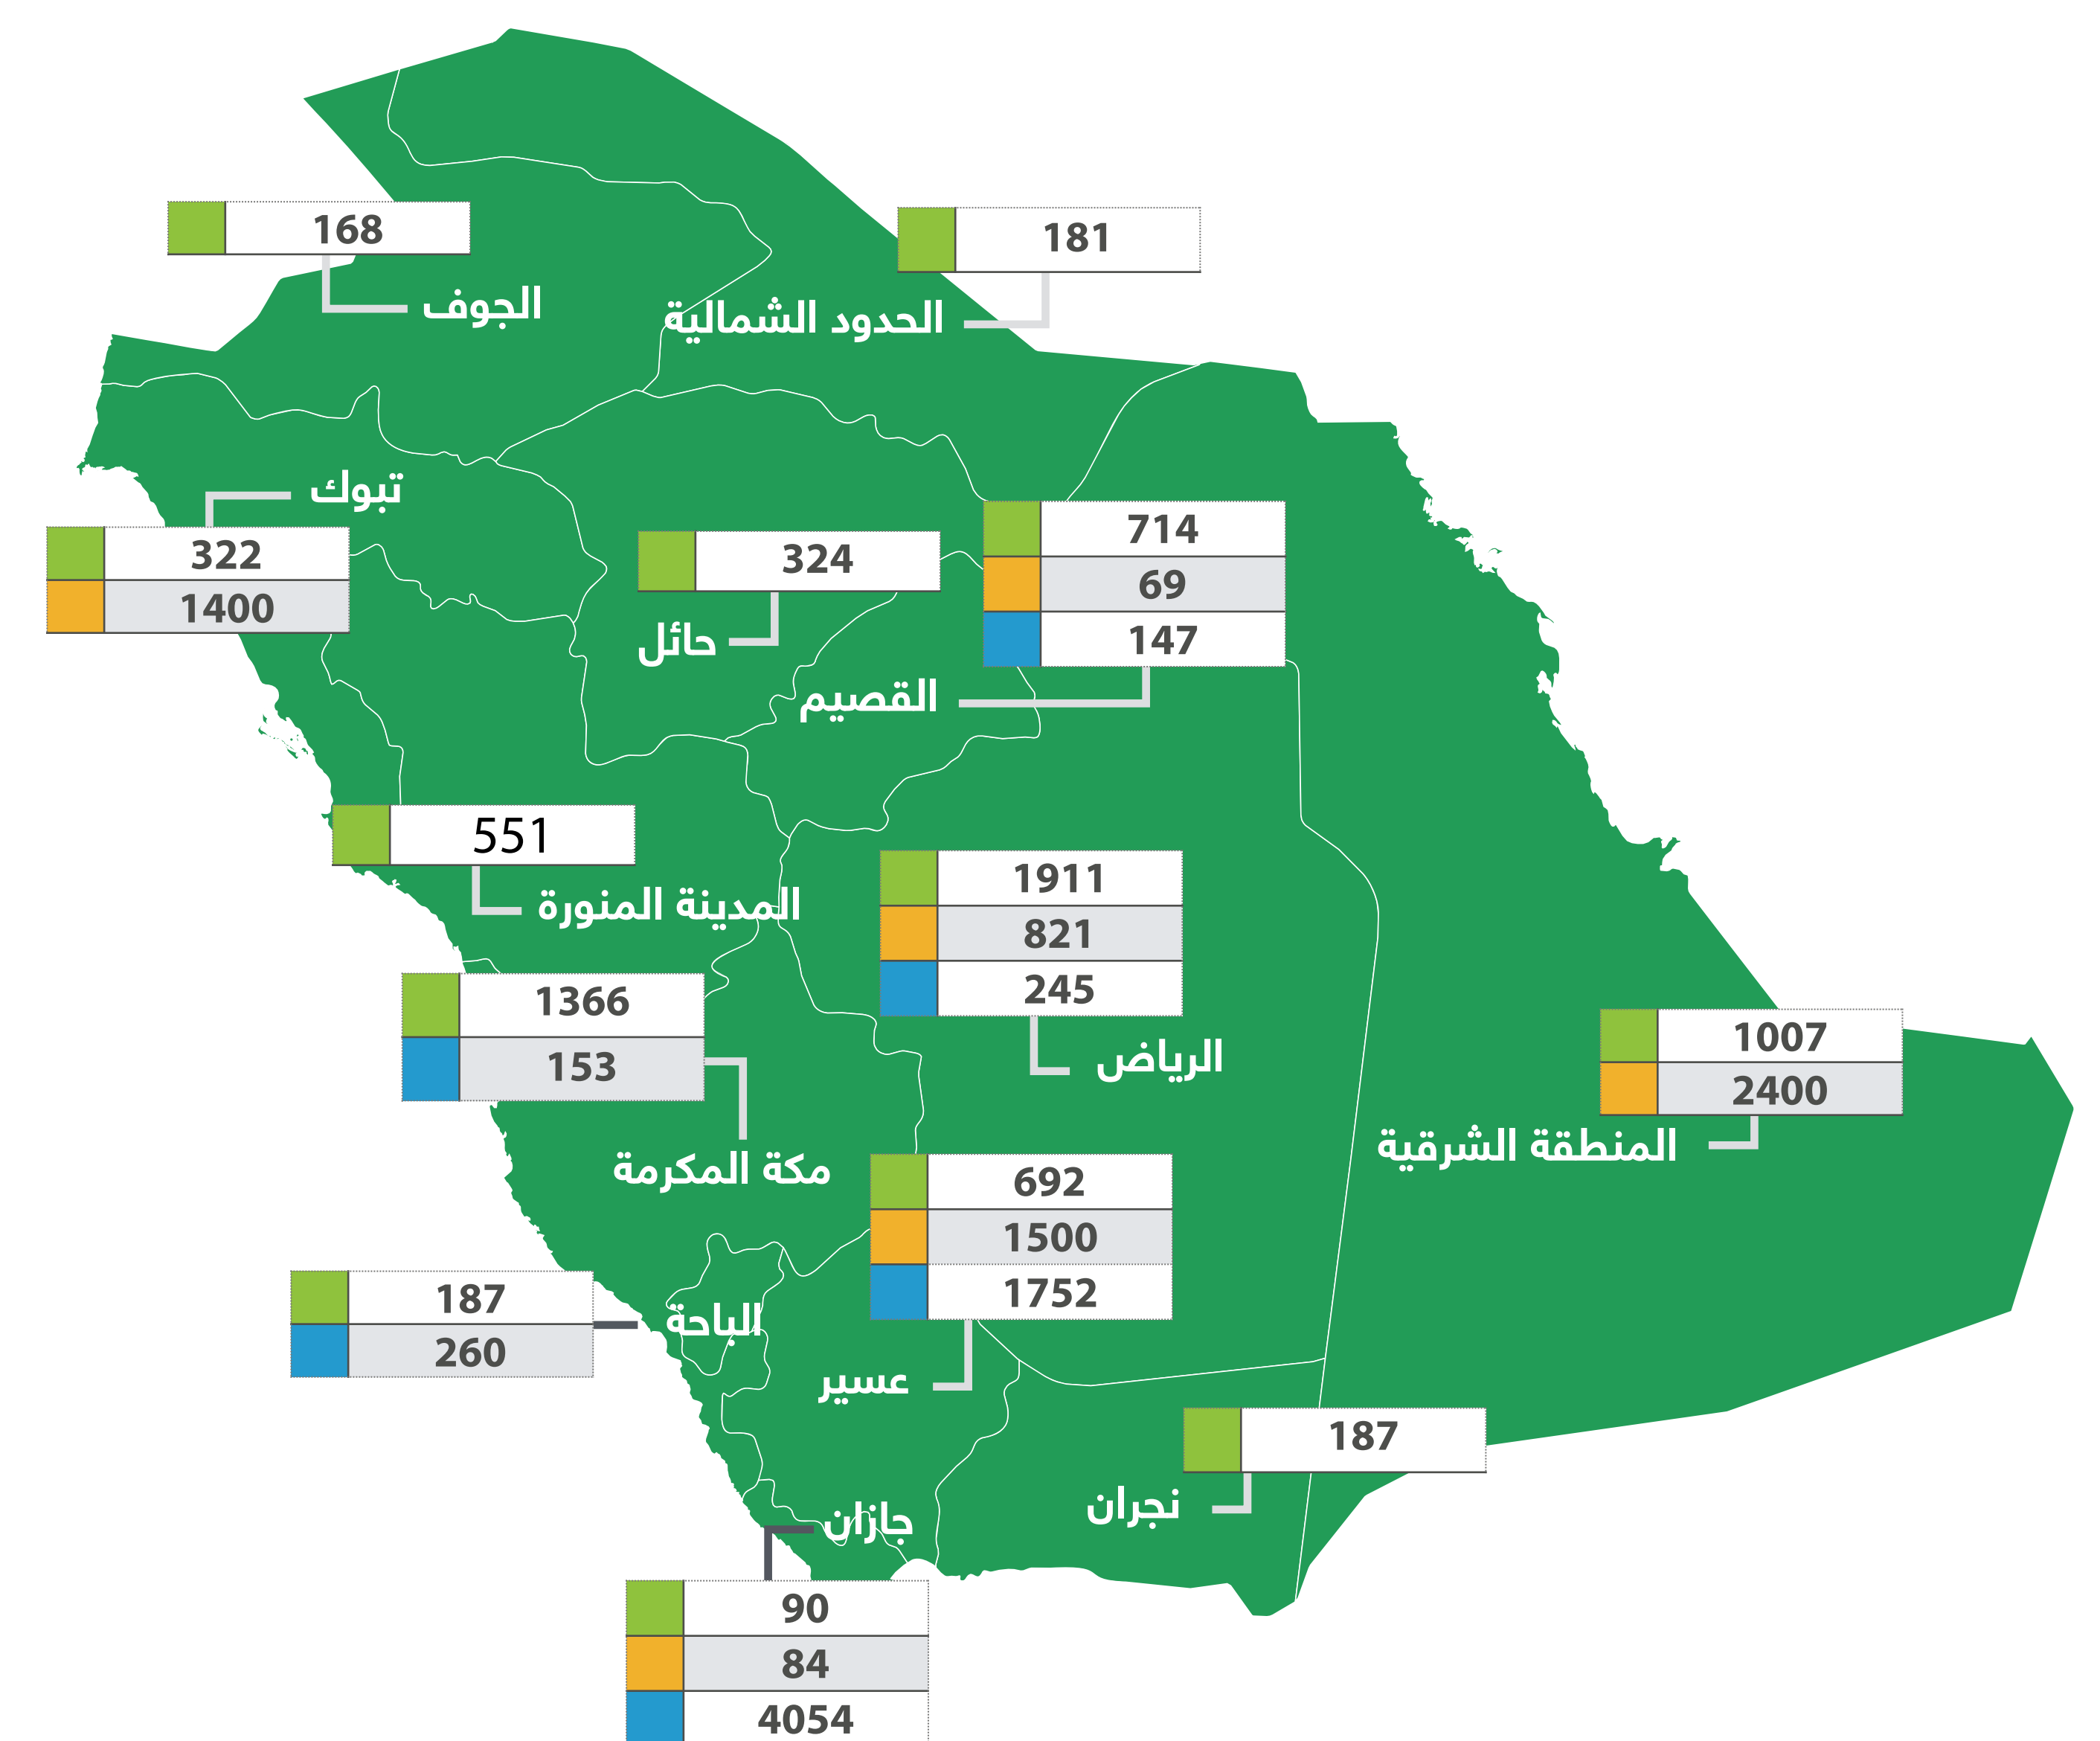 168
الجوف
181
الحدود الشمالية
تبوك
322
1400
324
حائل
714
69
147
القصيم
551
المدينة المنورة
1911
821
245
الرياض
1366
153
مكة المكرمة
1007
2400
المنطقة الشرقية
692
1500
1752
عسير
187
260
الباحة
187
نجران
جازان
90
84
4054